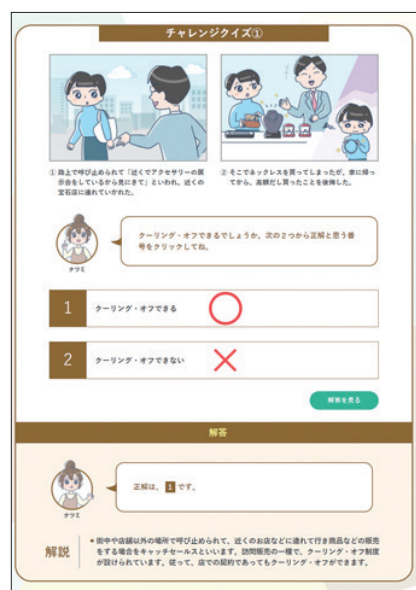 チャレンジクイズ①
① 路上で呼び止められて「近くでアクセサリーの展
示会をしているから見にきて」といわれ、近くの
宝石店に連れていかれた。
② そこでネックレスを買ってしまったが、家に帰っ
てから、高額だし買ったことを後悔した。
クーリング・オフできるでしょうか。次の2つから正解と思う番
号をクリックしてね。
ナツミ
1 クーリング・オフできる
2 クーリング・オフできない
解答を見る
解答
正解は、 1 です。
ナツミ
解説
● 街中や店舗以外の場所で呼び止められて、近くのお店などに連れて行き商品などの販売
をする場合をキャッチセールスといいます。訪問販売の一種で、クーリング・オフ制度
が設けられています。従って、店での契約であってもクーリング・オフができます。